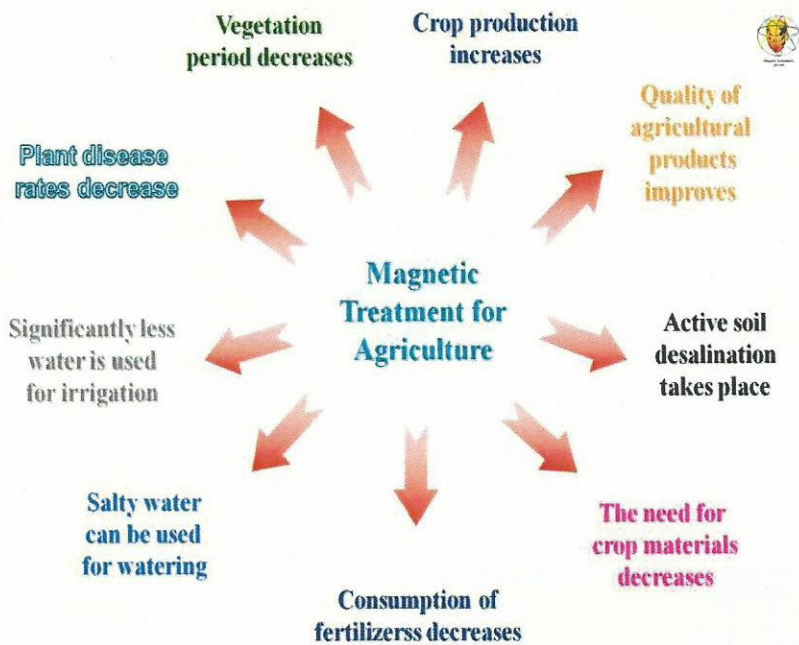 Vegetation
period decreases
Crop production
increases
Quality of
agricultural
products
improves
Plant disease
rates decrease
Magnetic
Treatment for
Agriculture
Significantly less
water is used
for irrigation
Active soil
desalination
takes place
Salty water
can be used
for watering
The need for
crop materials
decreases
Consumption of
fertilizerss decreases